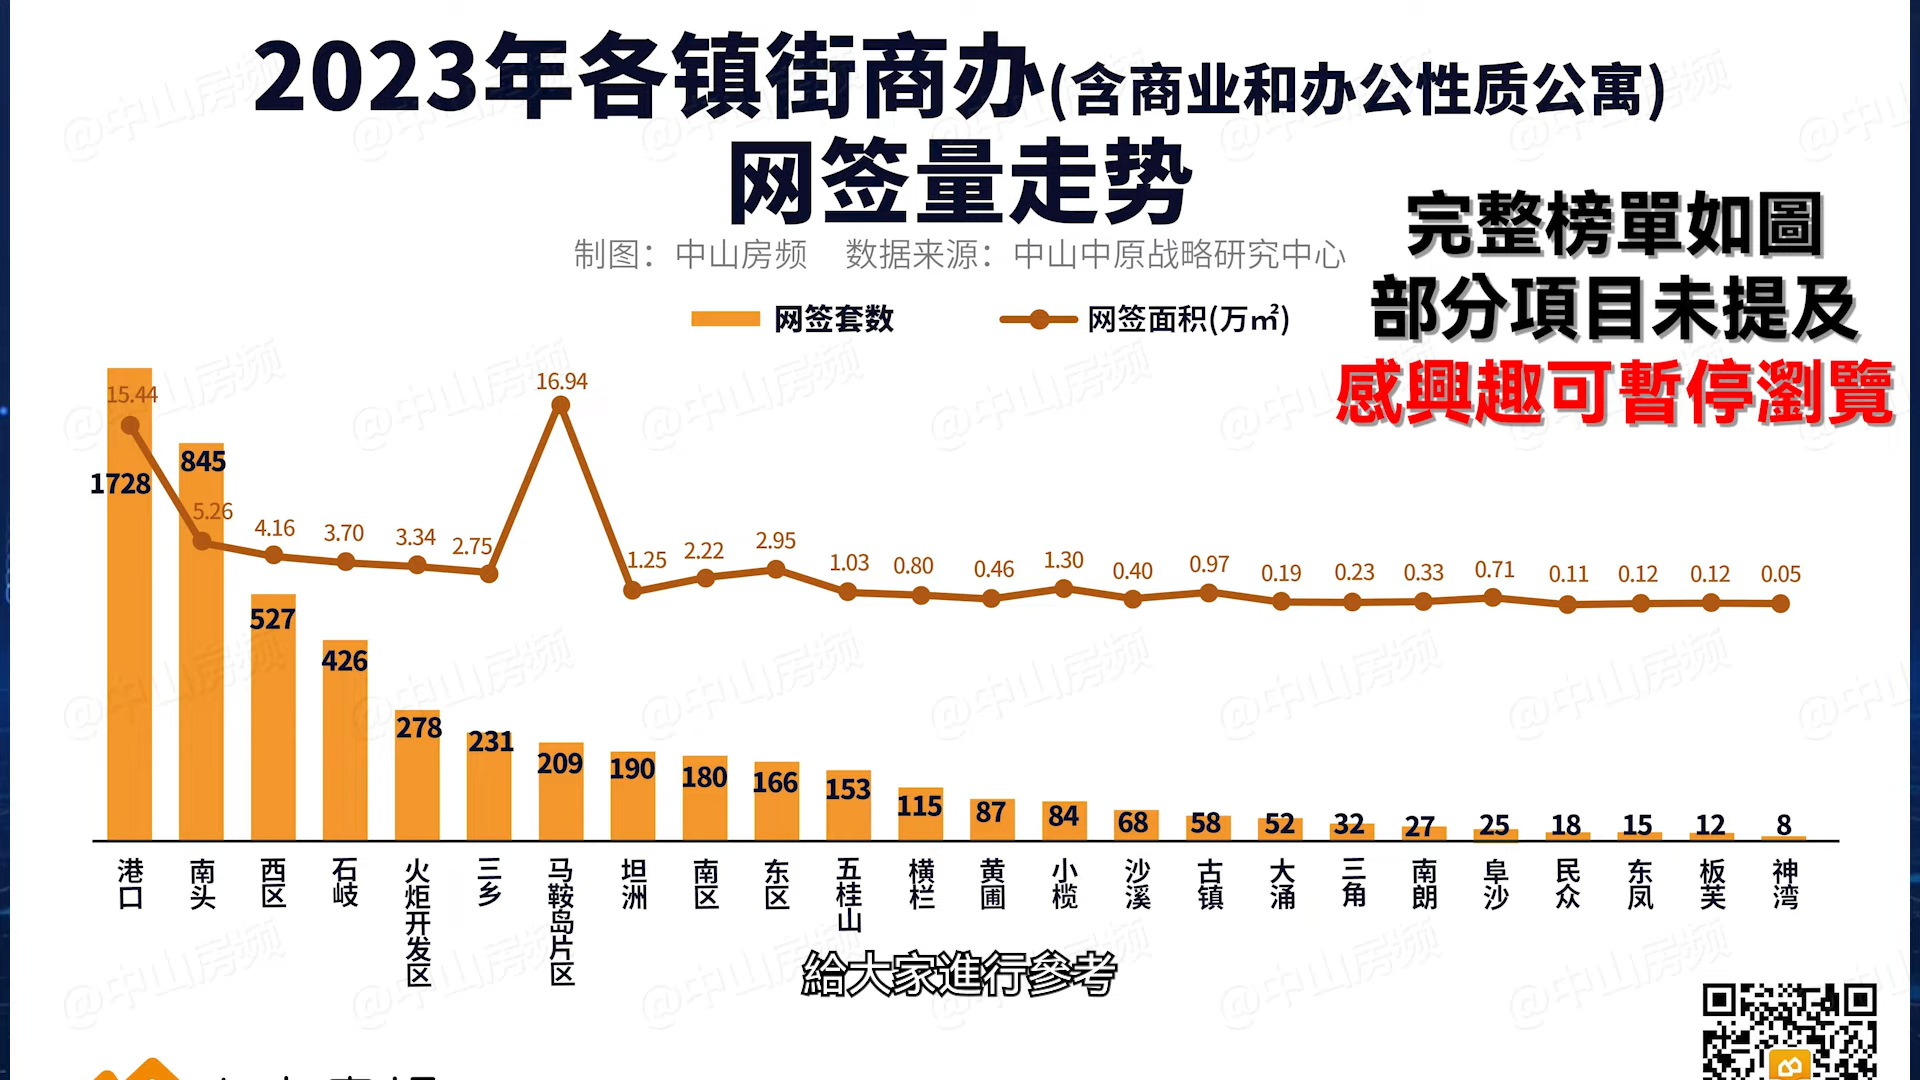 2023年各镇街商办(含商业和办公性质公寓)
网签量走势
制图：中山房频 数据来源：中山中原战略研究中心
完整榜單如圖
部分項目未提及
感興趣可暫停瀏覽
网签套数 网签面积(万㎡)
15.44 5.26 4.16 3.70 3.34 2.75 16.94 1.25 2.22 2.95 1.03 0.80 0.46 1.30 0.40 0.97 0.19 0.23 0.33 0.71 0.11 0.12 0.12 0.05
1728 845 527 426 278 231 209 190 180 166 153 115 87 84 68 58 52 32 27 25 18 15 12 8
港口 南头 西区 石岐 火炬开发区 三乡 马鞍岛片区 坦洲 南区 东区 五桂山 横栏 黄圃 小榄 沙溪 古镇 大涌 三角 南朗 阜沙 民众 东凤 板芙 神湾
給大家進行參考
@中山房频